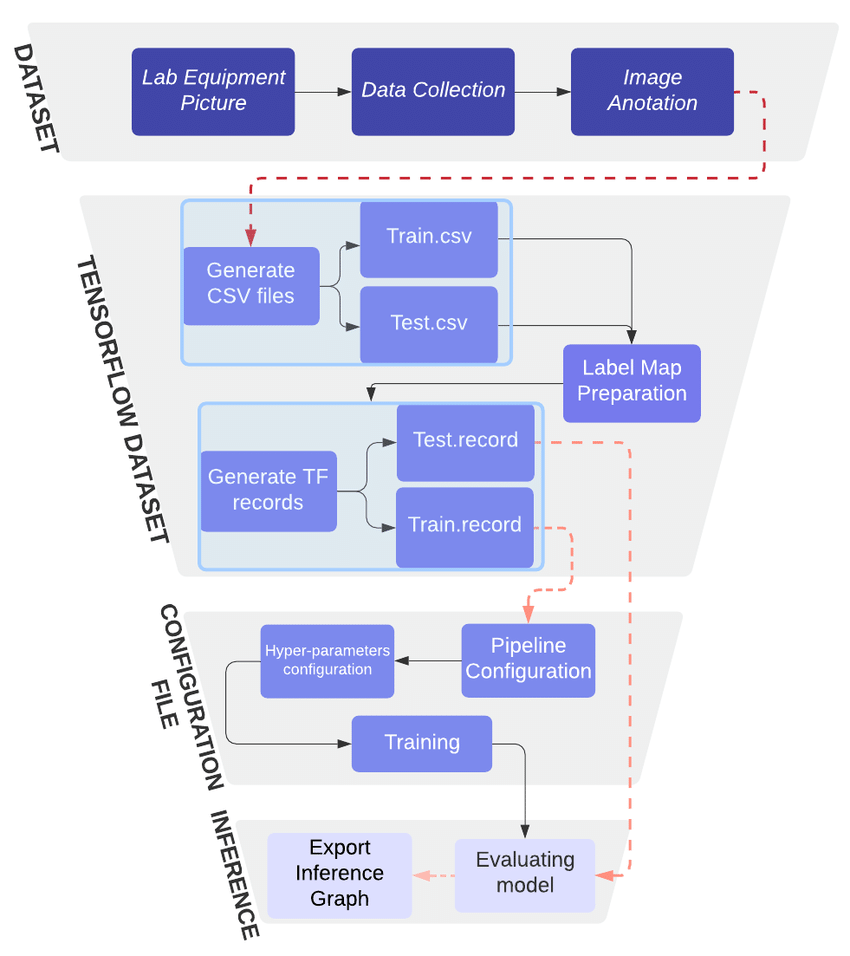 DATASET
Lab Equipment
Picture
Data Collection
Image
Anotation
TENSORFLOW DATASET
Generate
CSV files
Train.csv
Test.csv
Label Map
Preparation
Generate TF
records
Test.record
Train.record
CONFIGURATION
FILE
Hyper-parameters
configuration
Pipeline
Configuration
Training
INFERENCE
Export
Inference
Graph
Evaluating
model